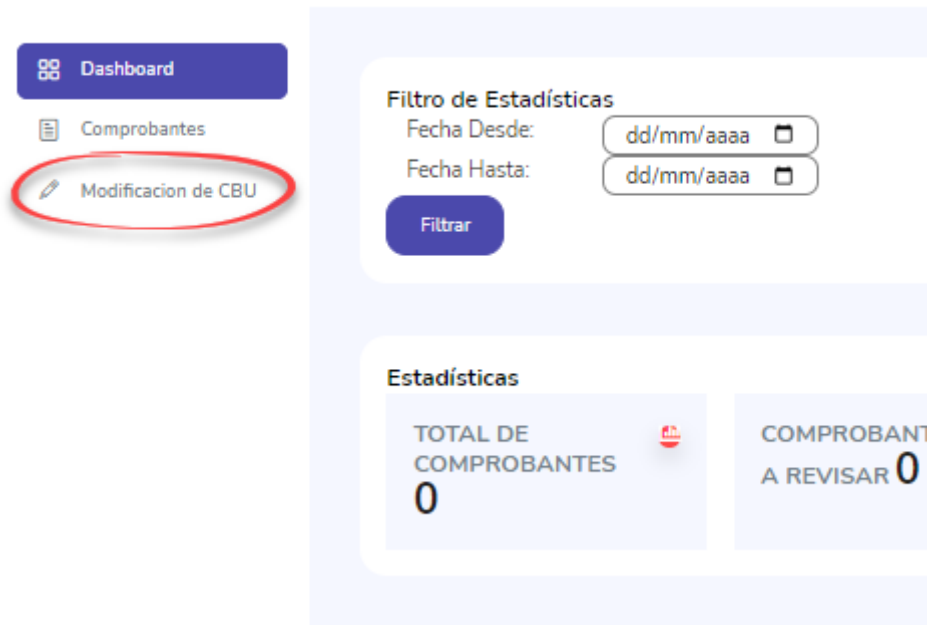 Dashboard
Comprobantes
Modificacion de CBU
Filtro de Estadísticas
Fecha Desde: dd/mm/aaaa
Fecha Hasta: dd/mm/aaaa
Filtrar
Estadísticas
TOTAL DE
COMPROBANTES
0
COMPROBANT
A REVISAR 0